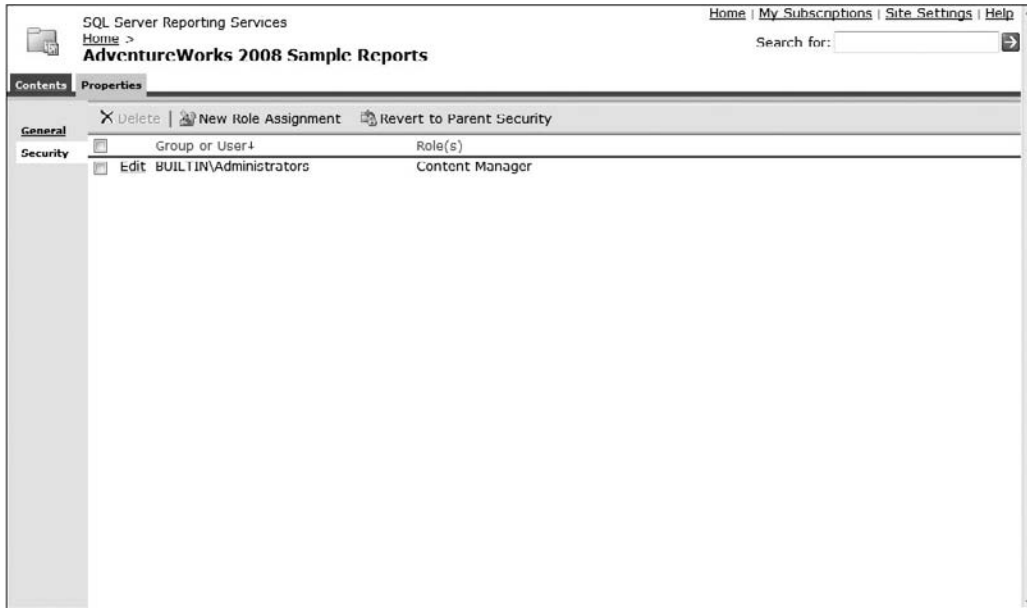 SQL Server Reporting Services
Home | My Subscriptions | Site Settings | Help
Home >
AdventureWorks 2008 Sample Reports
Search for:
Contents Properties
Delete | New Role Assignment Revert to Parent Security
General
Security
Group or User↓ Role(s)
Edit BUILTIN\Administrators Content Manager